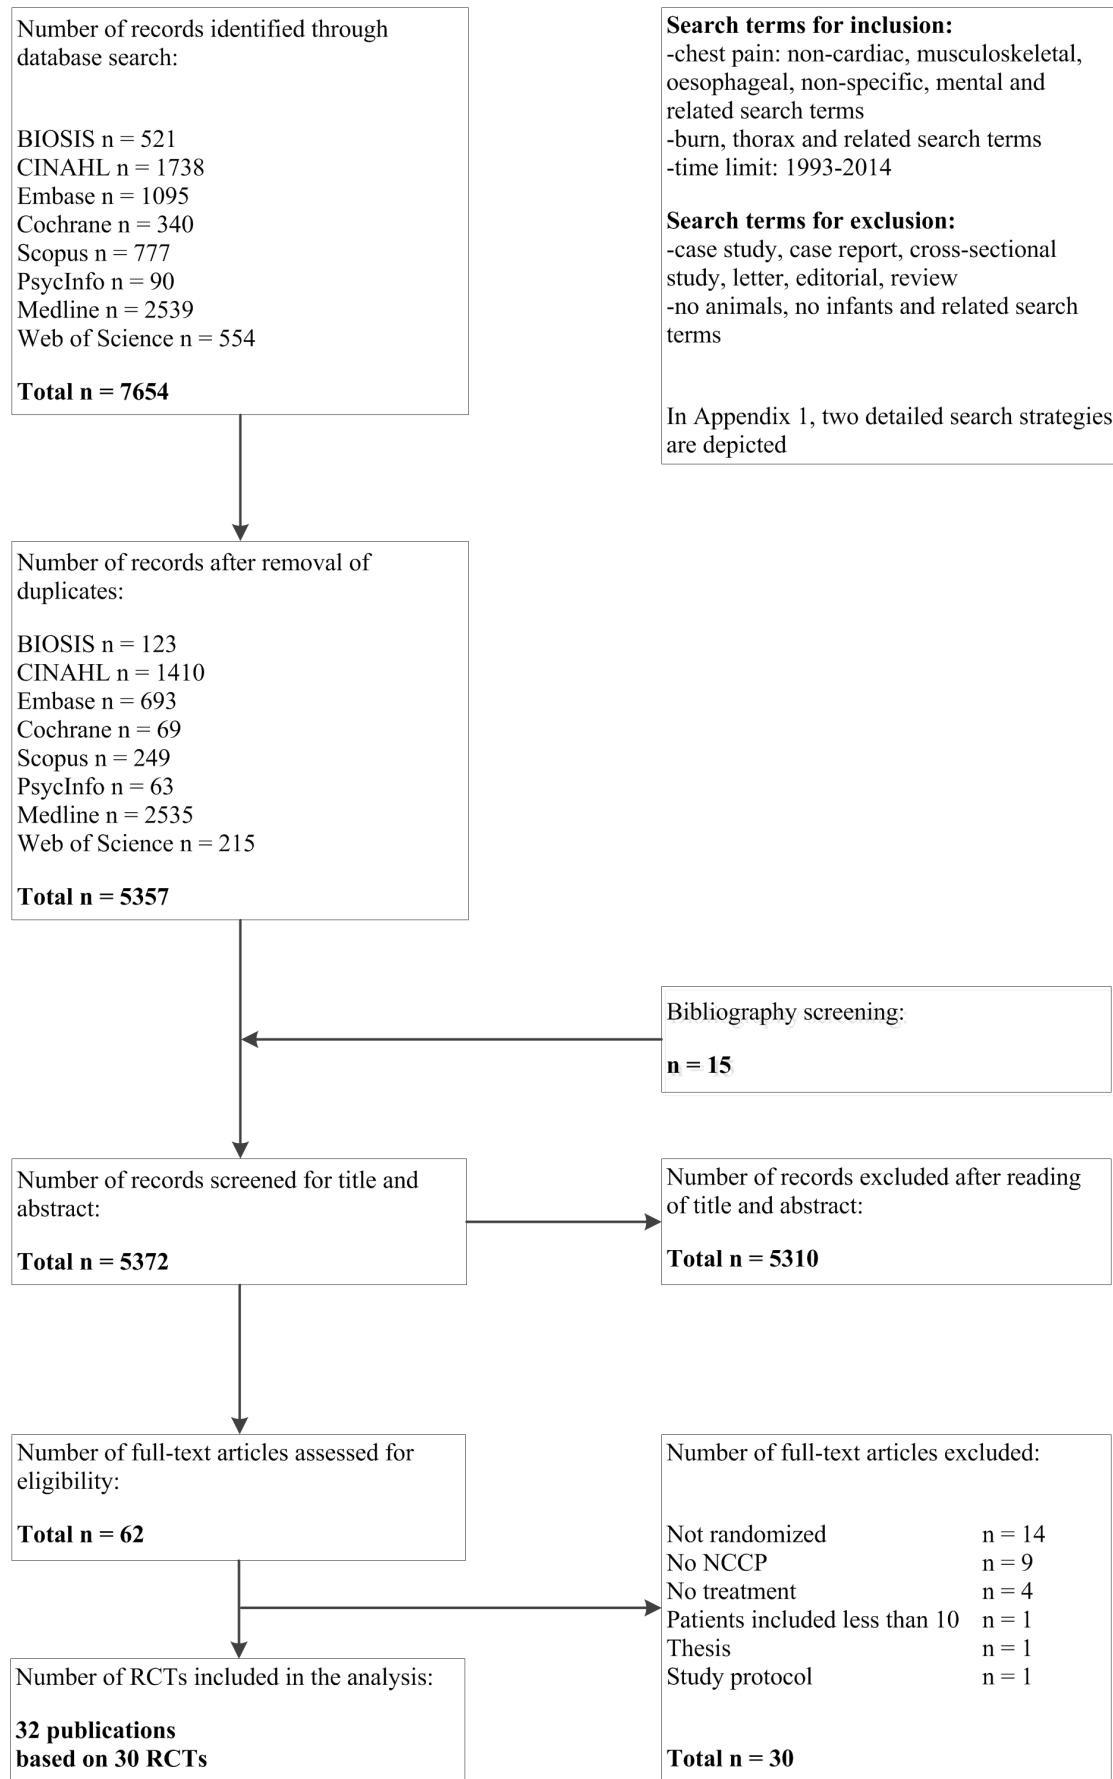 Number of records identified through
database search:
BIOSIS n = 521
CINAHL n = 1738
Embase n = 1095
Cochrane n = 340
Scopus n = 777
PsycInfo n = 90
Medline n = 2539
Web of Science n = 554
Total n = 7654
Search terms for inclusion:
-chest pain: non-cardiac, musculoskeletal,
oesophageal, non-specific, mental and
related search terms
-burn, thorax and related search terms
-time limit: 1993-2014
Search terms for exclusion:
-case study, case report, cross-sectional
study, letter, editorial, review
-no animals, no infants and related search
terms
In Appendix 1, two detailed search strategies
are depicted
Number of records after removal of
duplicates:
BIOSIS n = 123
CINAHL n = 1410
Embase n = 693
Cochrane n = 69
Scopus n = 249
PsycInfo n = 63
Medline n = 2535
Web of Science n = 215
Total n = 5357
Bibliography screening:
n = 15
Number of records screened for title and
abstract:
Total n = 5372
Number of records excluded after reading
of title and abstract:
Total n = 5310
Number of full-text articles assessed for
eligibility:
Total n = 62
Number of full-text articles excluded:
Not randomized n = 14
No NCCP n = 9
No treatment n = 4
Patients included less than 10 n = 1
Thesis n = 1
Study protocol n = 1
Total n = 30
Number of RCTs included in the analysis:
32 publications
based on 30 RCTs